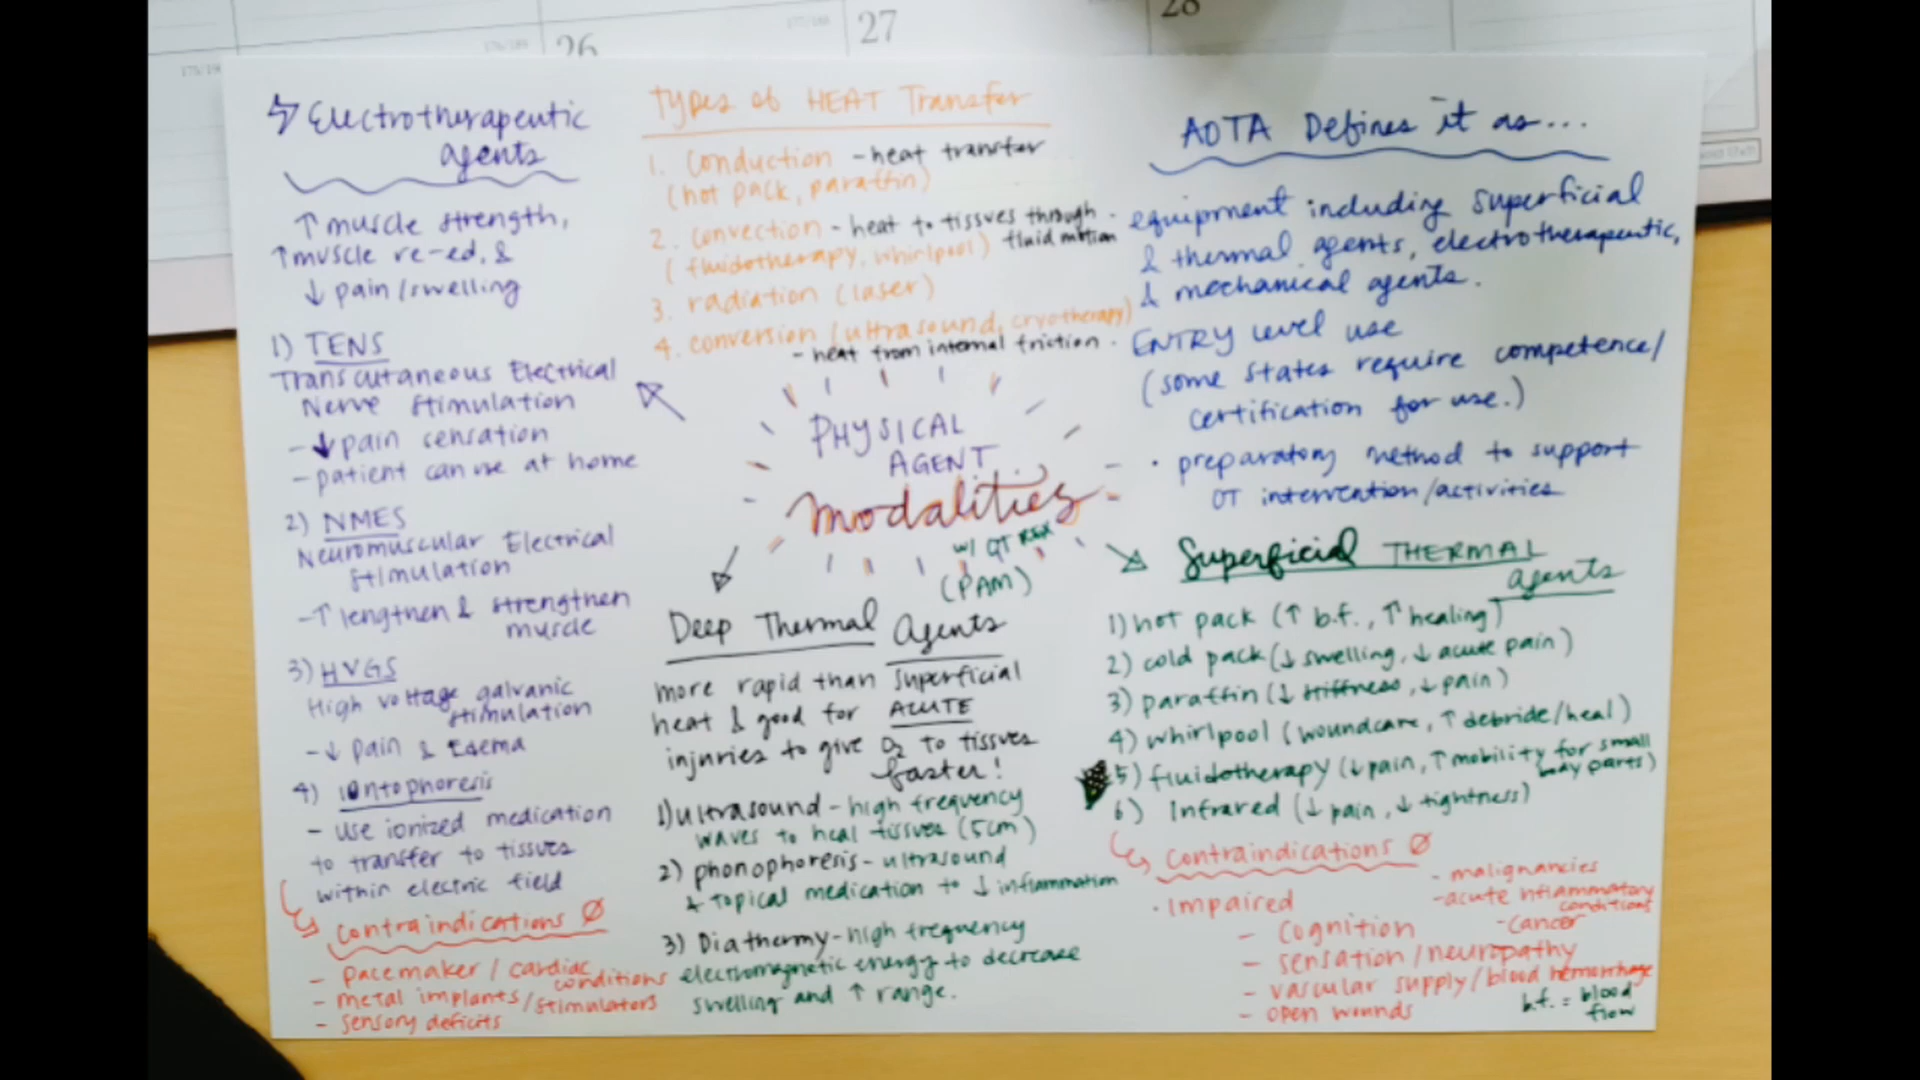 26
27
28
175/190
176/189
177/188
Electrotherapeutic
agents
↑ muscle strength,
↑ muscle re-ed, &
↓ pain/swelling
1) TENS
Transcutaneous Electrical
Nerve Stimulation
- ↓ pain sensation
- patient can use at home
2) NMES
Neuromuscular Electrical
Stimulation
- ↑ lengthen & strengthen
muscle
3) HVGS
High voltage galvanic
stimulation
- ↓ pain & Edema
4) iontophoresis
- use ionized medication
to transfer to tissues
within electric field
Contraindications Ø
- pacemaker / cardiac
conditions
- metal implants / stimulators
- sensory deficits
Types of HEAT Transfer
1. Conduction - heat transfer
(hot pack, paraffin)
2. convection - heat to tissues through
(fluidotherapy, whirlpool) fluid motion
3. radiation (laser)
4. conversion (ultrasound, cryotherapy)
- heat from internal friction.
PHYSICAL
AGENT
Modalities
w/ OT
(PAM)
Deep Thermal Agents
more rapid than superficial
heat & good for ACUTE
injuries to give O2 to tissues
faster!
1) ultrasound - high frequency
waves to heal tissues (5cm)
2) phonophoresis - ultrasound
& topical medication to ↓ inflammation
3) Diathermy - high frequency
electromagnetic energy to decrease
swelling and ↑ range.
AOTA Defines it as...
equipment including superficial
& thermal agents, electrotherapeutic,
& mechanical agents.
ENTRY level use
(some states require competence/
certification for use.)
• preparatory method to support
OT intervention/activities
Superficial THERMAL
agents
1) hot pack (↑ b.f., ↑ healing)
2) cold pack (↓ swelling, ↓ acute pain)
3) paraffin (↓ stiffness, ↓ pain)
4) whirlpool (woundcare, ↑ debride/heal)
5) fluidotherapy (↓ pain, ↑ mobility for small
body parts)
6) Infrared (↓ pain, ↓ tightness)
Contraindications Ø
• Impaired
- Cognition
- sensation/neuropathy
- vascular supply/blood hemorrhage
- open wounds
- malignancies
- acute inflammatory
conditions
- cancer
b.f. = blood
flow